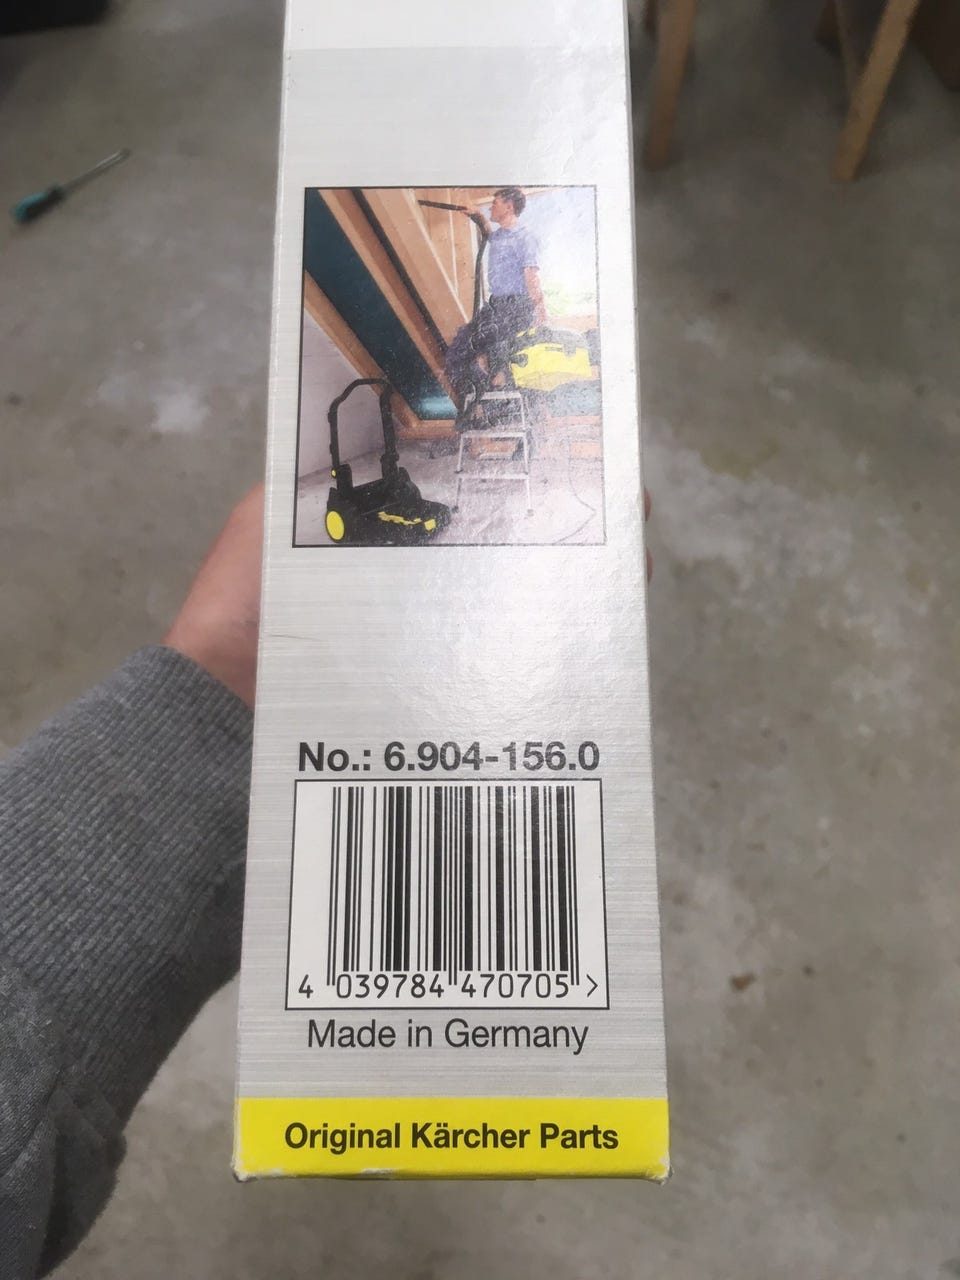 No.: 6.904-156.0
4 039784 470705 >
Made in Germany
Original Kärcher Parts